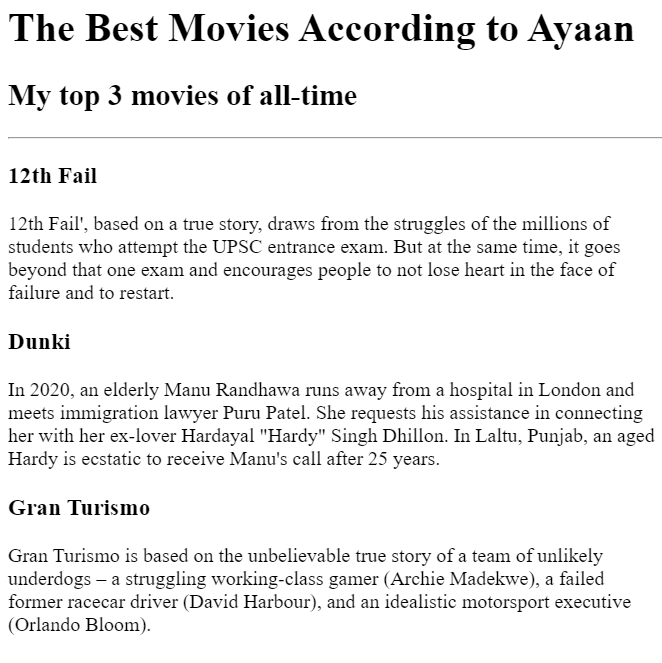 The Best Movies According to Ayaan
My top 3 movies of all-time
12th Fail
12th Fail', based on a true story, draws from the struggles of the millions of
students who attempt the UPSC entrance exam. But at the same time, it goes
beyond that one exam and encourages people to not lose heart in the face of
failure and to restart.
Dunki
In 2020, an elderly Manu Randhawa runs away from a hospital in London and
meets immigration lawyer Puru Patel. She requests his assistance in connecting
her with her ex-lover Hardayal "Hardy" Singh Dhillon. In Laltu, Punjab, an aged
Hardy is ecstatic to receive Manu's call after 25 years.
Gran Turismo
Gran Turismo is based on the unbelievable true story of a team of unlikely
underdogs – a struggling working-class gamer (Archie Madekwe), a failed
former racecar driver (David Harbour), and an idealistic motorsport executive
(Orlando Bloom).